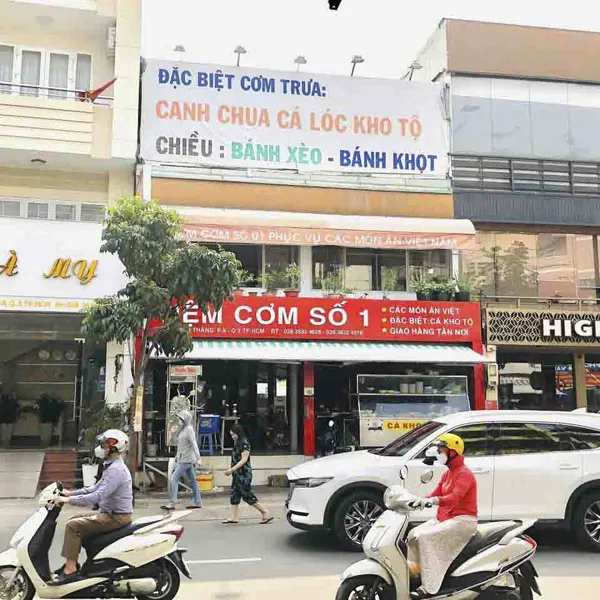 ĐẶC BIỆT CƠM TRƯA:
CANH CHUA CÁ LÓC KHO TỘ
CHIỀU : BÁNH XÈO - BÁNH KHỌT
CƠM SỐ 01 PHỤC VỤ CÁC MÓN ĂN VIỆT NAM
À MY
CƠM SỐ 1
CÁC MÓN ĂN VIỆT
ĐẶC BIỆT: CÁ KHO TỘ
GIAO HÀNG TẬN NƠI
HIGH
CÁ KHO